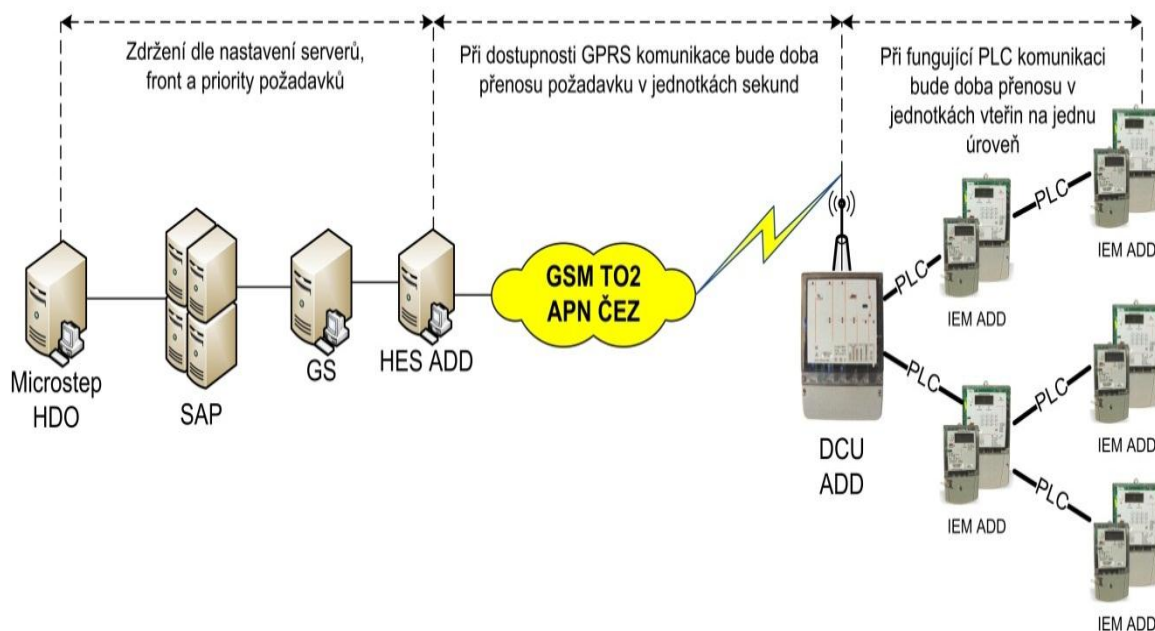 Zdržení dle nastavení serverů,
front a priority požadavků
Při dostupnosti GPRS komunikace bude doba
přenosu požadavku v jednotkách sekund
Při fungující PLC komunikaci
bude doba přenosu v
jednotkách vteřin na jednu
úroveň
Microstep
HDO
SAP
GS
HES ADD
GSM TO2
APN ČEZ
DCU
ADD
PLC
PLC
IEM ADD
PLC
IEM ADD
IEM ADD
PLC
PLC
IEM ADD
IEM ADD